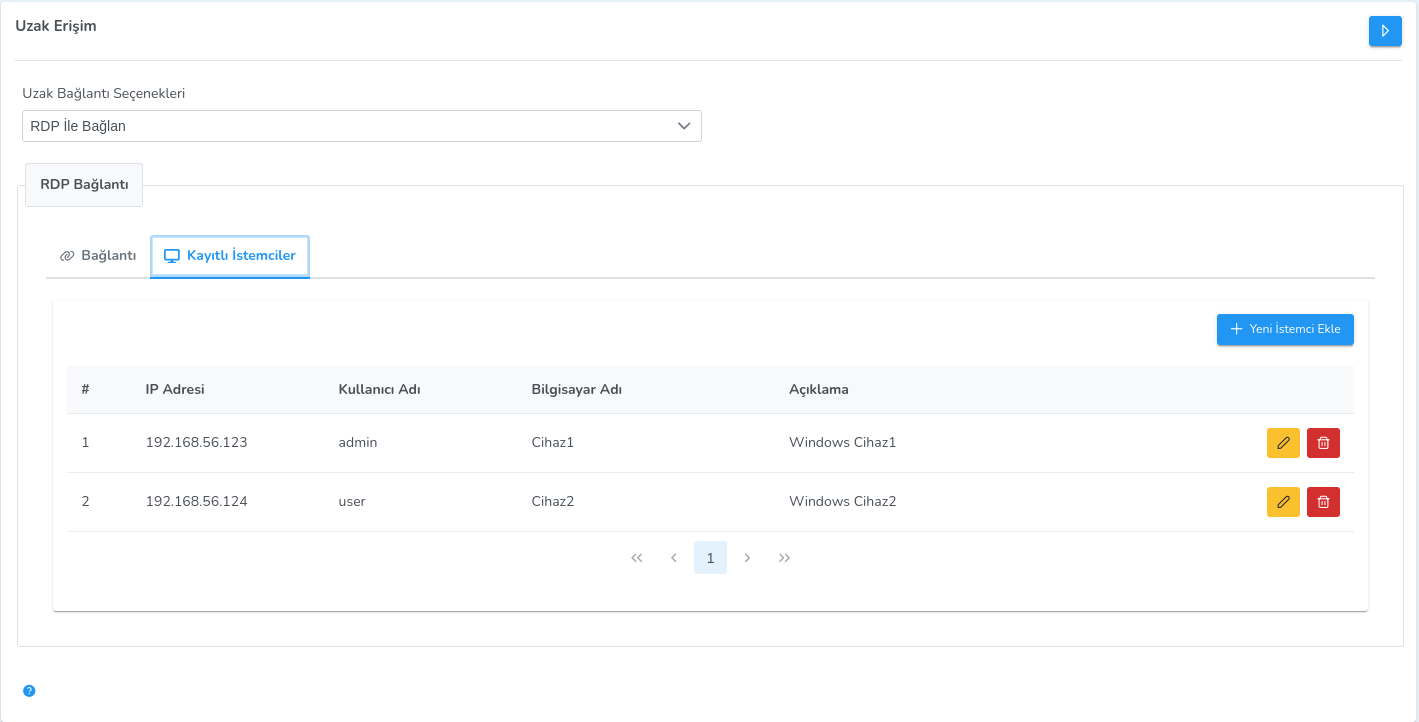 Uzak Erişim
Uzak Bağlantı Seçenekleri
RDP İle Bağlan
RDP Bağlantı
Bağlantı Kayıtlı İstemciler
Yeni İstemci Ekle
# IP Adresi Kullanıcı Adı Bilgisayar Adı Açıklama
1 192.168.56.123 admin Cihaz1 Windows Cihaz1
2 192.168.56.124 user Cihaz2 Windows Cihaz2
1